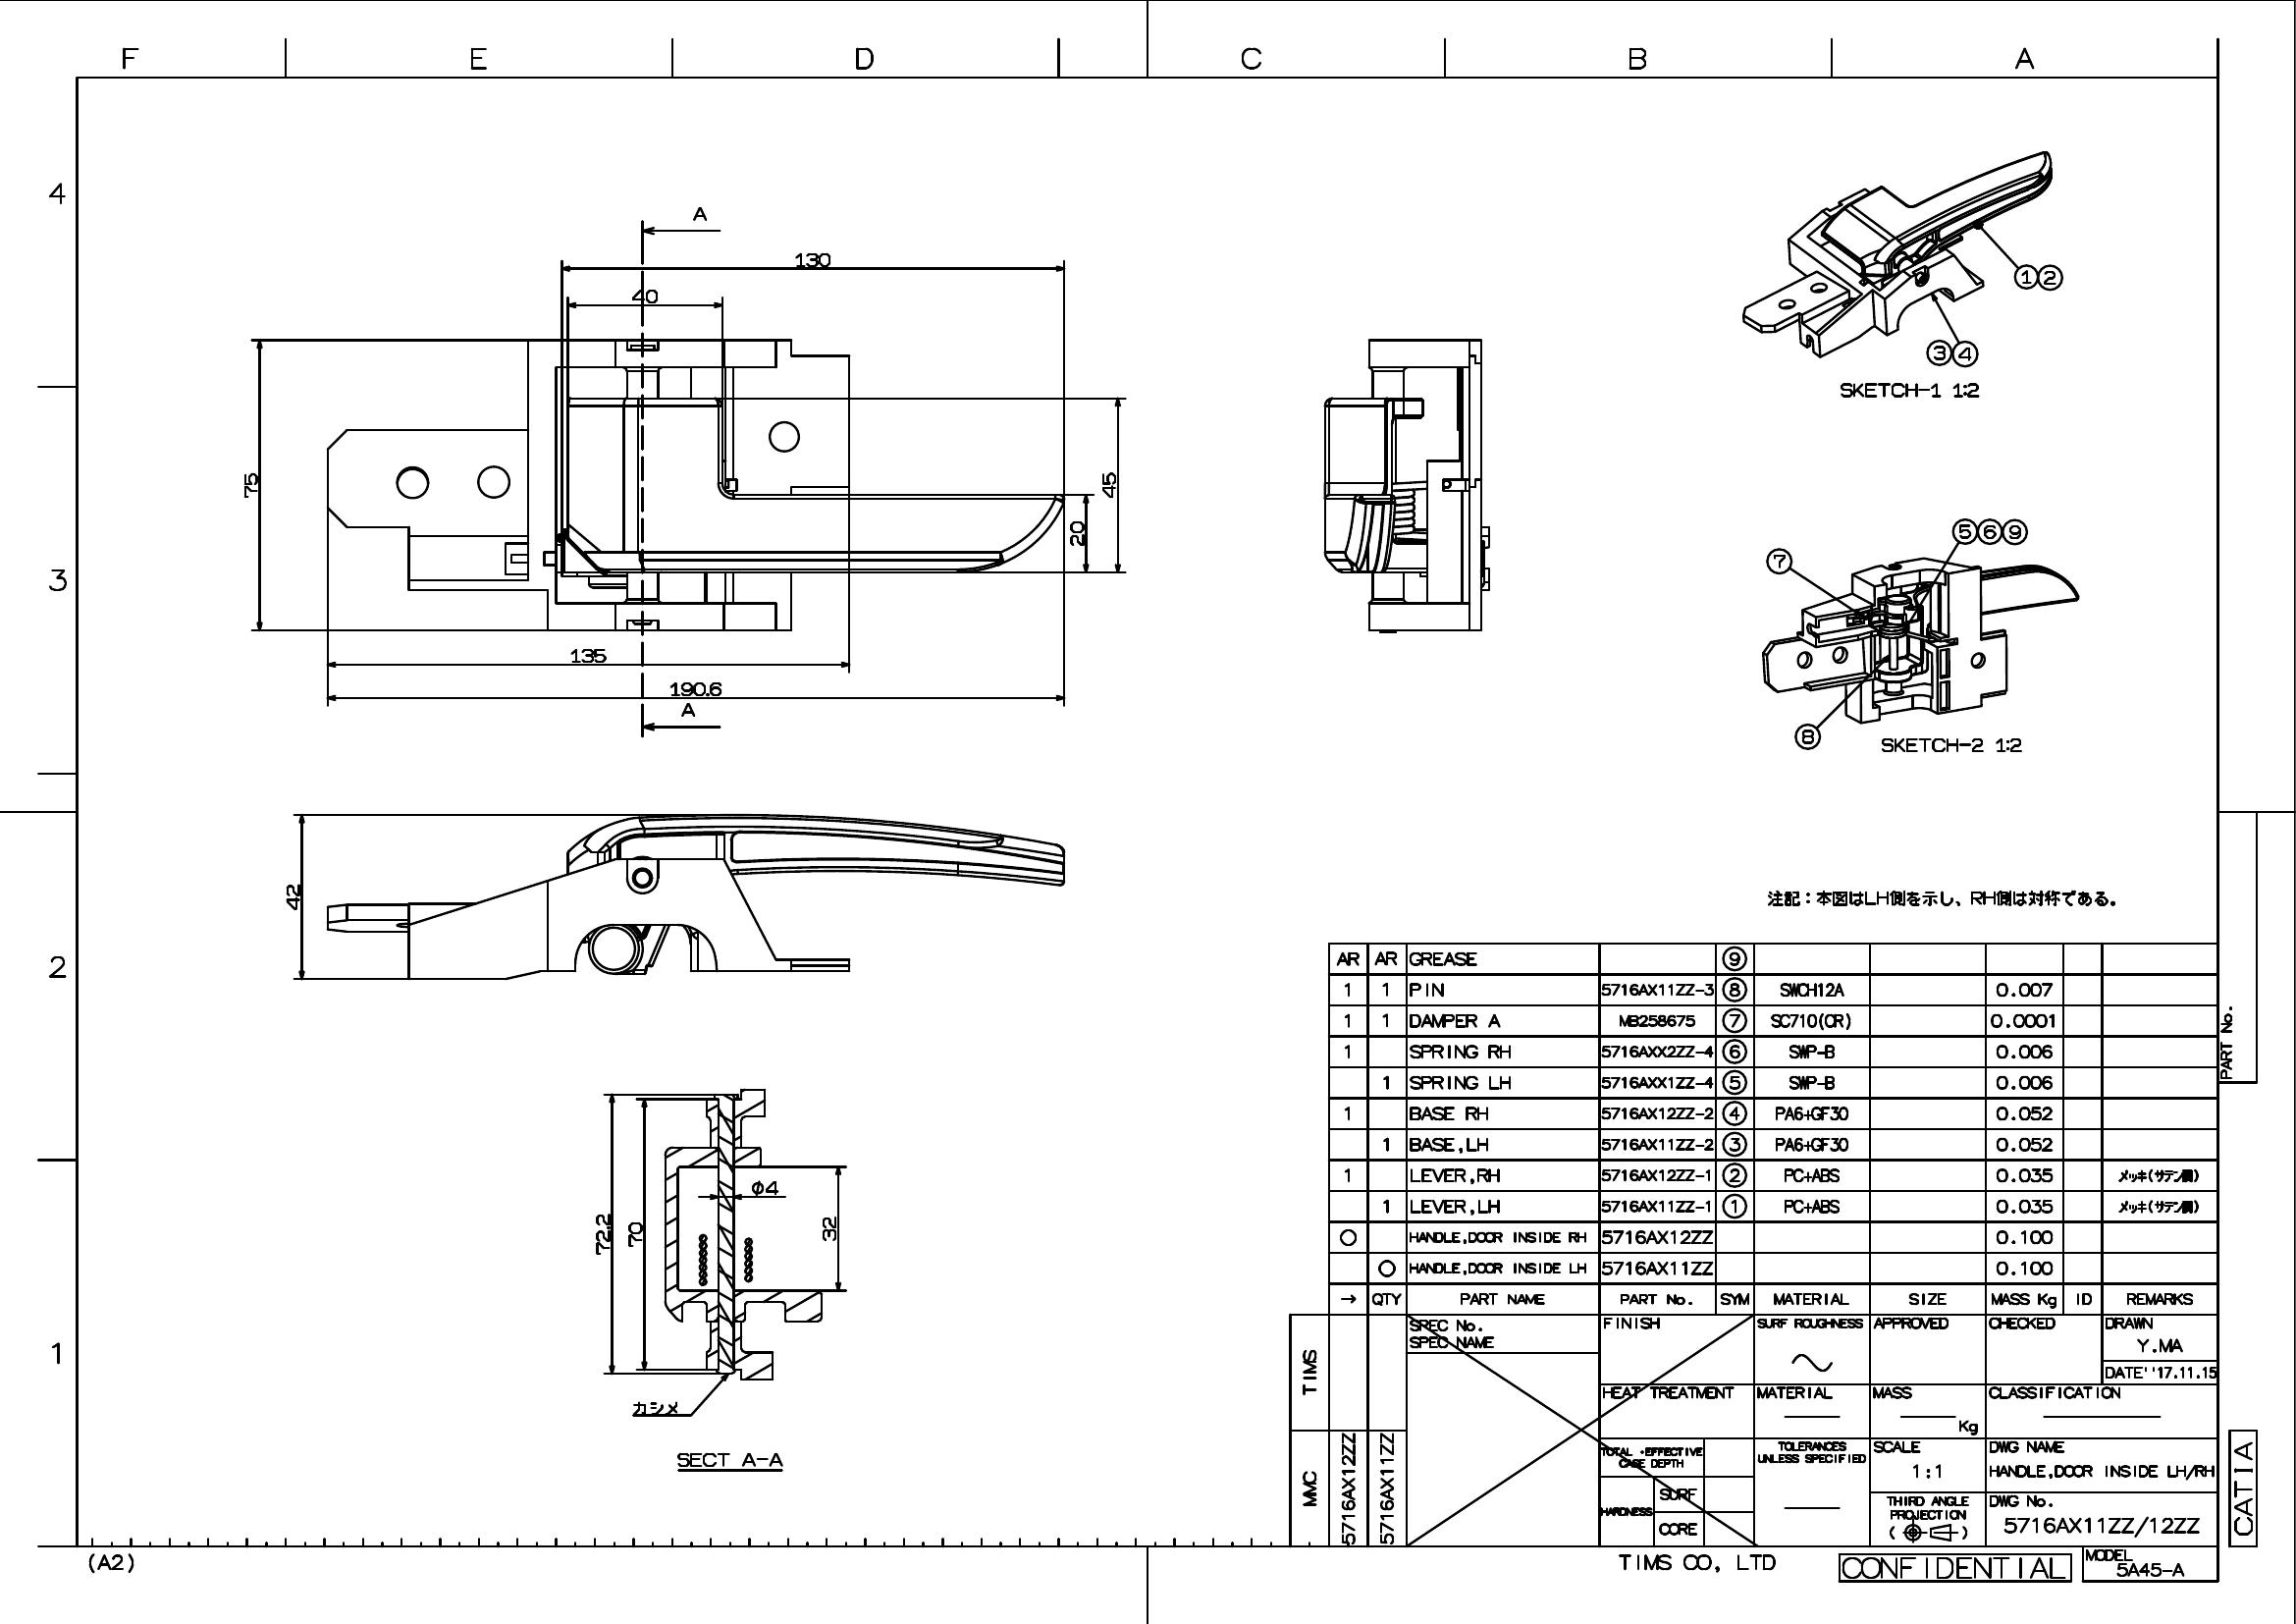 F E D C B A
4
3
2
1
A
130
40
75
45
20
135
190.6
A
①②
③④
SKETCH-1 1:2
⑤⑥⑨
⑦
⑧
SKETCH-2 1:2
42
注記：本図はLH側を示し、RH側は対称である。
72.2
70
φ4
32
カシメ
SECT A-A
AR AR GREASE ⑨
1 1 PIN 5716AX11ZZ-3 ⑧ SWCH12A 0.007
1 1 DAMPER A MB258675 ⑦ SC710(CR) 0.0001
1 SPRING RH 5716AXX2ZZ-4 ⑥ SWP-B 0.006
1 SPRING LH 5716AXX1ZZ-4 ⑤ SWP-B 0.006
1 BASE RH 5716AX12ZZ-2 ④ PA6+GF30 0.052
1 BASE,LH 5716AX11ZZ-2 ③ PA6+GF30 0.052
1 LEVER,RH 5716AX12ZZ-1 ② PC+ABS 0.035 メッキ(サテン調)
1 LEVER,LH 5716AX11ZZ-1 ① PC+ABS 0.035 メッキ(サテン調)
○ HANDLE,DOOR INSIDE RH 5716AX12ZZ 0.100
○ HANDLE,DOOR INSIDE LH 5716AX11ZZ 0.100
→ QTY PART NAME PART No. SYM MATERIAL SIZE MASS Kg ID REMARKS
TIMS
MMC
5716AX12ZZ
5716AX11ZZ
SPEC No.
SPEC NAME
FINISH
SURF ROUGHNESS
APPROVED
CHECKED
DRAWN
Y.MA
DATE''17.11.15
HEAT TREATMENT
MATERIAL
MASS
Kg
CLASSIFICATION
TOTAL ·EFFECTIVE
CASE DEPTH
HARDNESS
SURF
CORE
TOLERANCES
UNLESS SPECIFIED
SCALE
1:1
THIRD ANGLE
PROJECTION
( )
DWG NAME
HANDLE,DOOR INSIDE LH/RH
DWG No.
5716AX11ZZ/12ZZ
PART No.
CATIA
(A2)
TIMS CO, LTD
CONFIDENTIAL
MODEL
5A45-A